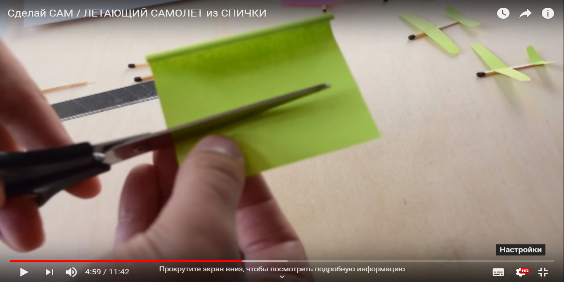 Сделай САМ / ЛЕТАЮЩИЙ САМОЛЕТ из СПИЧКИ
Настройки
4:59 / 11:42
Прокрутите экран вниз, чтобы посмотреть подробную информацию